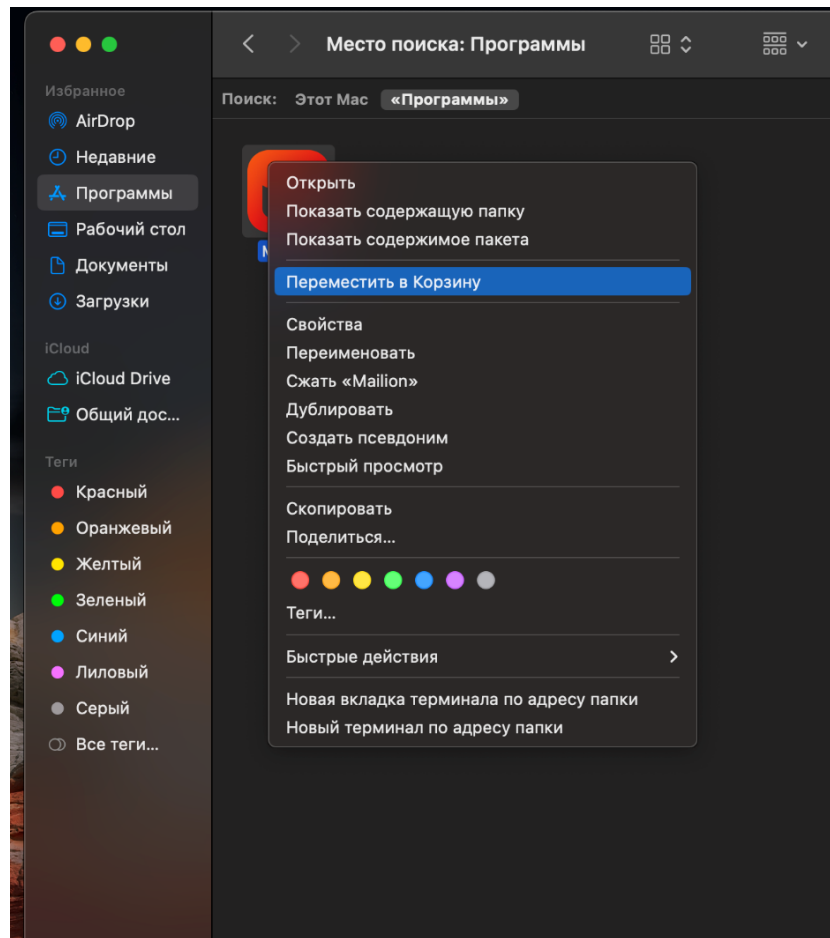 Место поиска: Программы
Избранное
AirDrop
Недавние
Программы
Рабочий стол
Документы
Загрузки
iCloud
iCloud Drive
Общий дос...
Теги
Красный
Оранжевый
Желтый
Зеленый
Синий
Лиловый
Серый
Все теги...
Поиск: Этот Mac «Программы»
Открыть
Показать содержащую папку
Показать содержимое пакета
Переместить в Корзину
Свойства
Переименовать
Сжать «Mailion»
Дублировать
Создать псевдоним
Быстрый просмотр
Скопировать
Поделиться...
Теги...
Быстрые действия
Новая вкладка терминала по адресу папки
Новый терминал по адресу папки